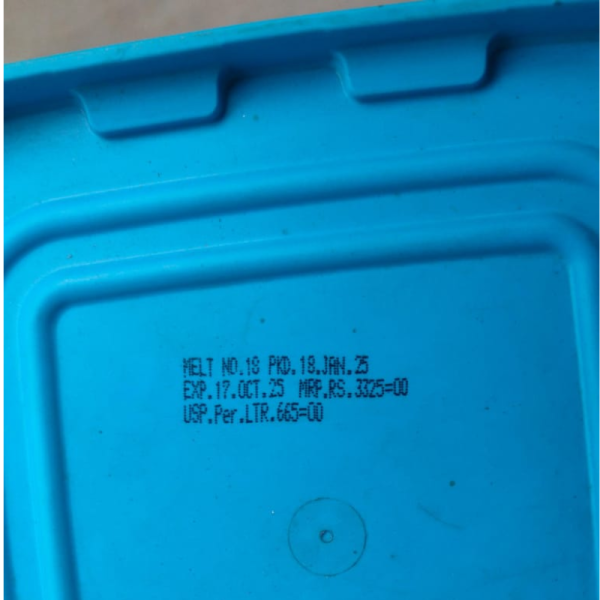 MELT NO.18 PKD.18.JAN.25
EXP.17.OCT.25 MRP.RS.3325=00
USP.Per.LTR.665=00